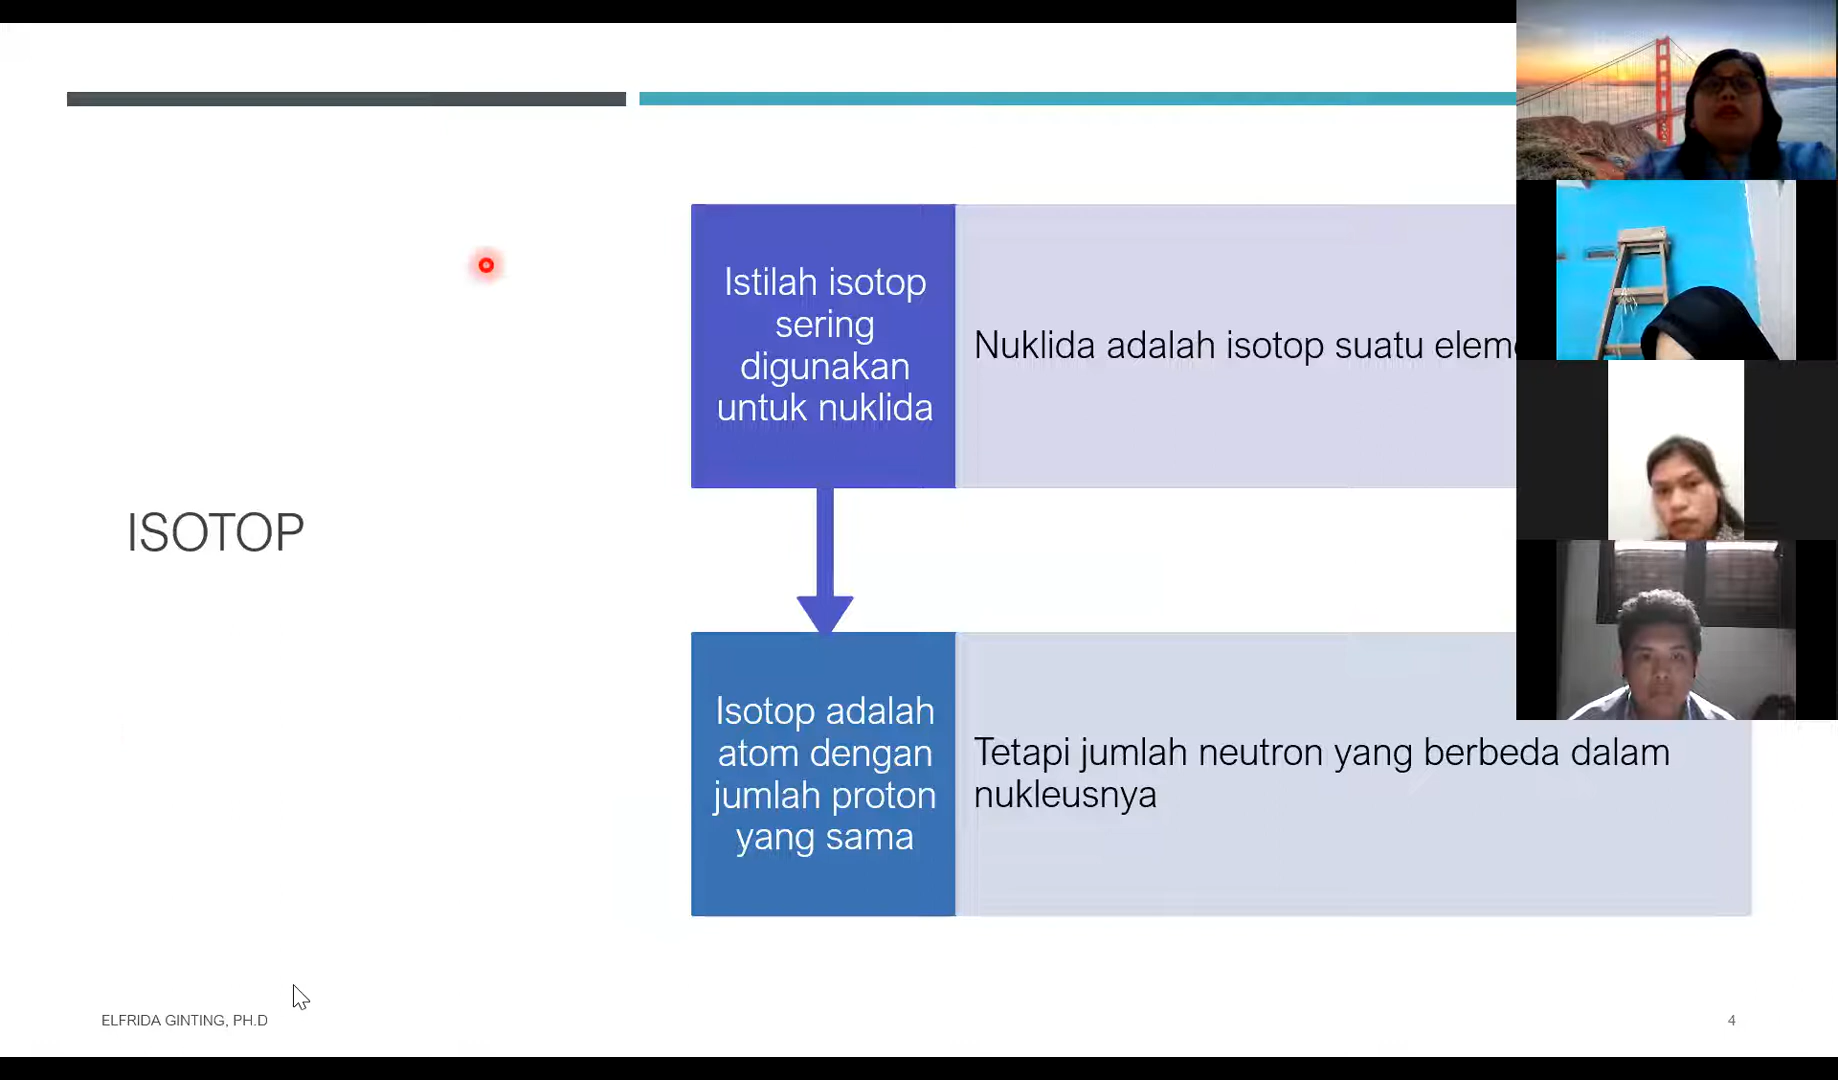 ISOTOP
Istilah isotop
sering
digunakan
untuk nuklida
Nuklida adalah isotop suatu
Isotop adalah
atom dengan
jumlah proton
yang sama
Tetapi jumlah neutron yang berbeda dalam
nukleusnya
ELFRIDA GINTING, PH.D
4